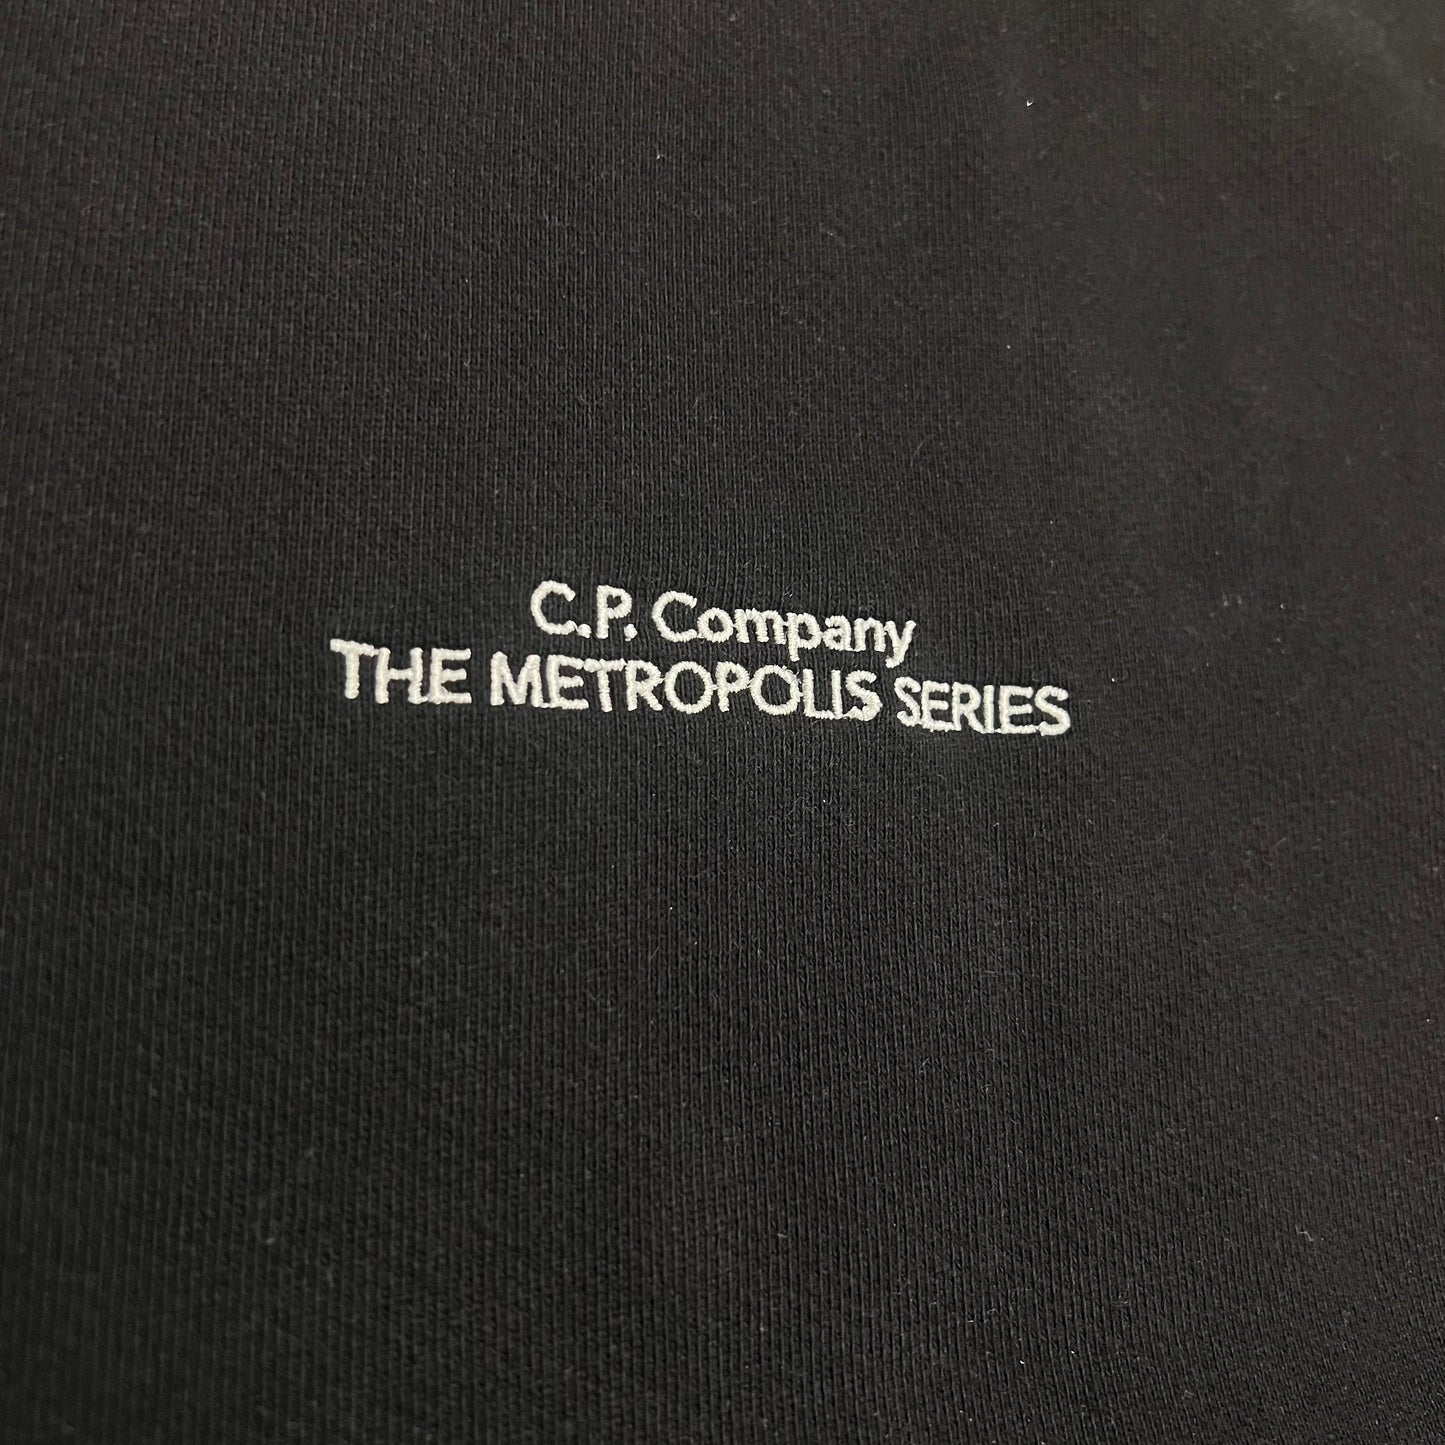 C.P. Company
THE METROPOLIS SERIES